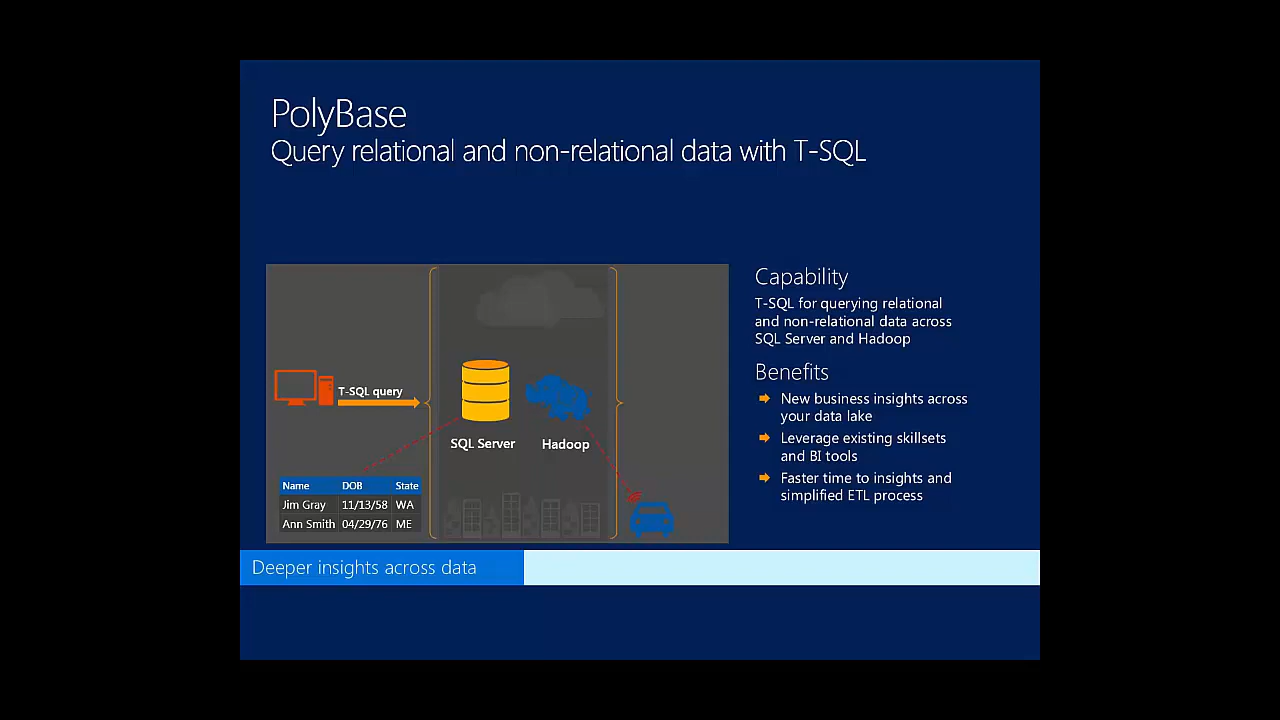 PolyBase
Query relational and non-relational data with T-SQL
T-SQL query
SQL Server
Hadoop
Name DOB State
Jim Gray 11/13/58 WA
Ann Smith 04/29/76 ME
Capability
T-SQL for querying relational
and non-relational data across
SQL Server and Hadoop
Benefits
New business insights across
your data lake
Leverage existing skillsets
and BI tools
Faster time to insights and
simplified ETL process
Deeper insights across data